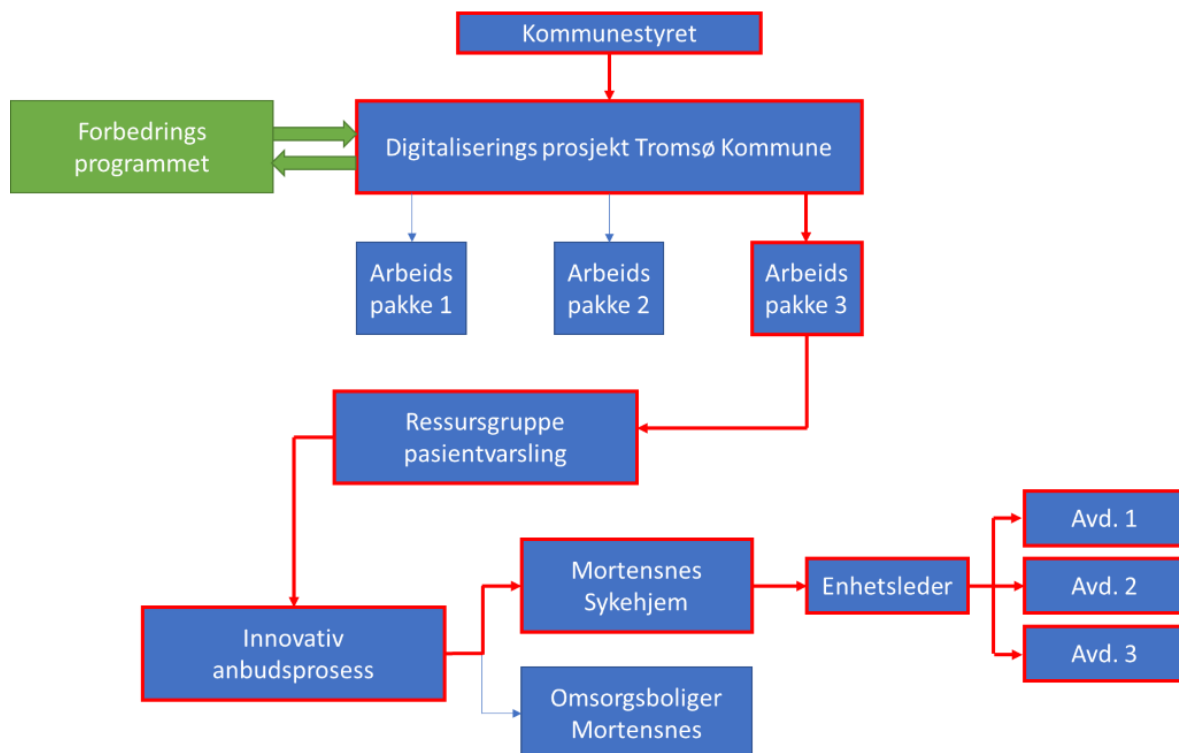 Kommunestyret
Forbedrings
programmet
Digitaliserings prosjekt Tromsø Kommune
Arbeids
pakke 1
Arbeids
pakke 2
Arbeids
pakke 3
Ressursgruppe
pasientvarsling
Innovativ
anbudsprosess
Mortensnes
Sykehjem
Omsorgsboliger
Mortensnes
Enhetsleder
Avd. 1
Avd. 2
Avd. 3